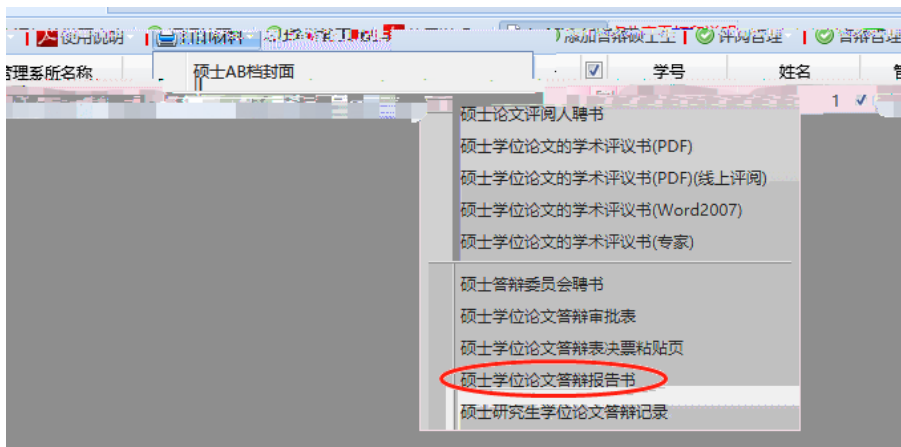 使用说明
添加答辩硕士生 评阅管理 答辩管理
管理系所名称 硕士AB档封面 学号 姓名
1
硕士论文评阅人聘书
硕士学位论文的学术评议书(PDF)
硕士学位论文的学术评议书(PDF)(线上评阅)
硕士学位论文的学术评议书(Word2007)
硕士学位论文的学术评议书(专家)
硕士答辩委员会聘书
硕士学位论文答辩审批表
硕士学位论文答辩表决票粘贴页
硕士学位论文答辩报告书
硕士研究生学位论文答辩记录